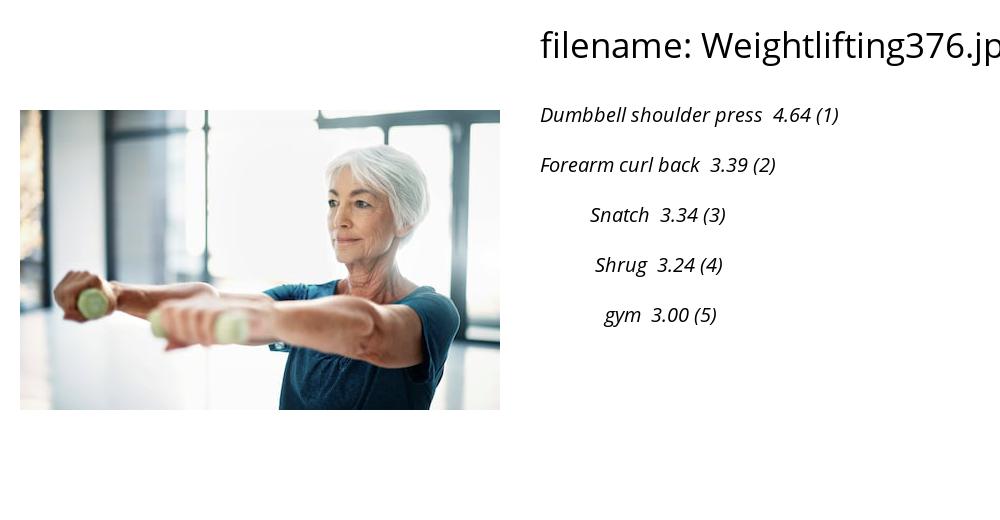 filename: Weightlifting376.jp
Dumbbell shoulder press 4.64 (1)
Forearm curl back 3.39 (2)
Snatch 3.34 (3)
Shrug 3.24 (4)
gym 3.00 (5)